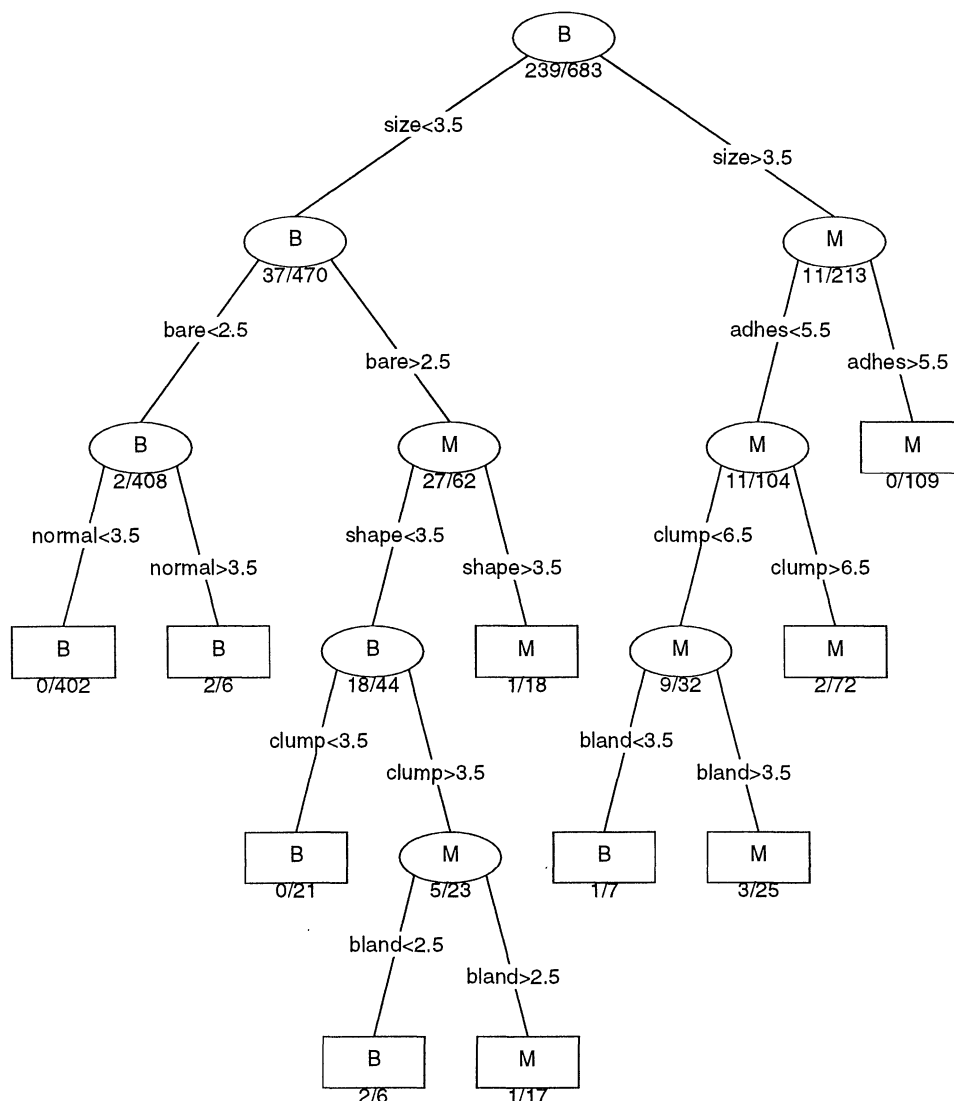 B
239/683
size<3.5
size>3.5
B
37/470
M
11/213
bare<2.5
bare>2.5
adhes<5.5
adhes>5.5
B
2/408
M
27/62
M
11/104
M
0/109
normal<3.5
normal>3.5
shape<3.5
shape>3.5
clump<6.5
clump>6.5
B
0/402
B
2/6
B
18/44
M
1/18
M
9/32
M
2/72
clump<3.5
clump>3.5
bland<3.5
bland>3.5
B
0/21
M
5/23
B
1/7
M
3/25
bland<2.5
bland>2.5
B
2/6
M
1/17